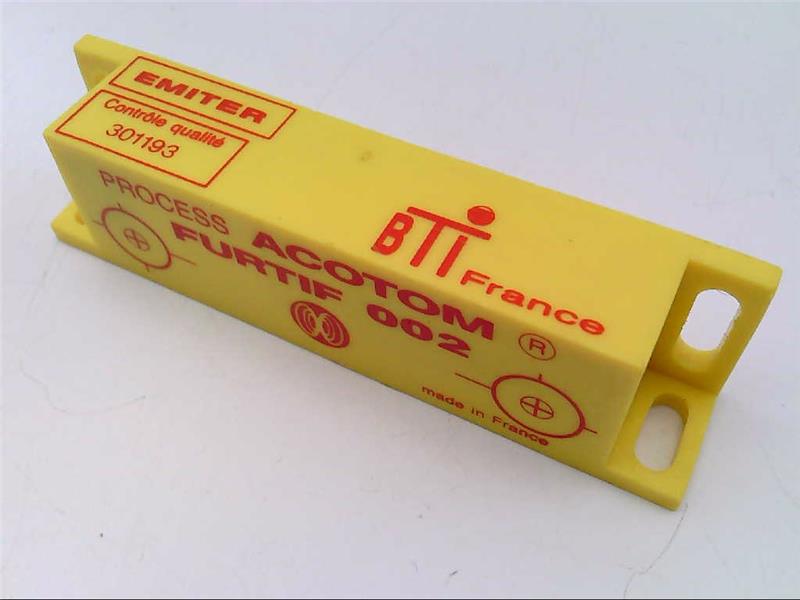 EMITER
Contrôle qualité
301193
BTI
France
PROCESS ACOTOM ®
FURTIF 002
made in France